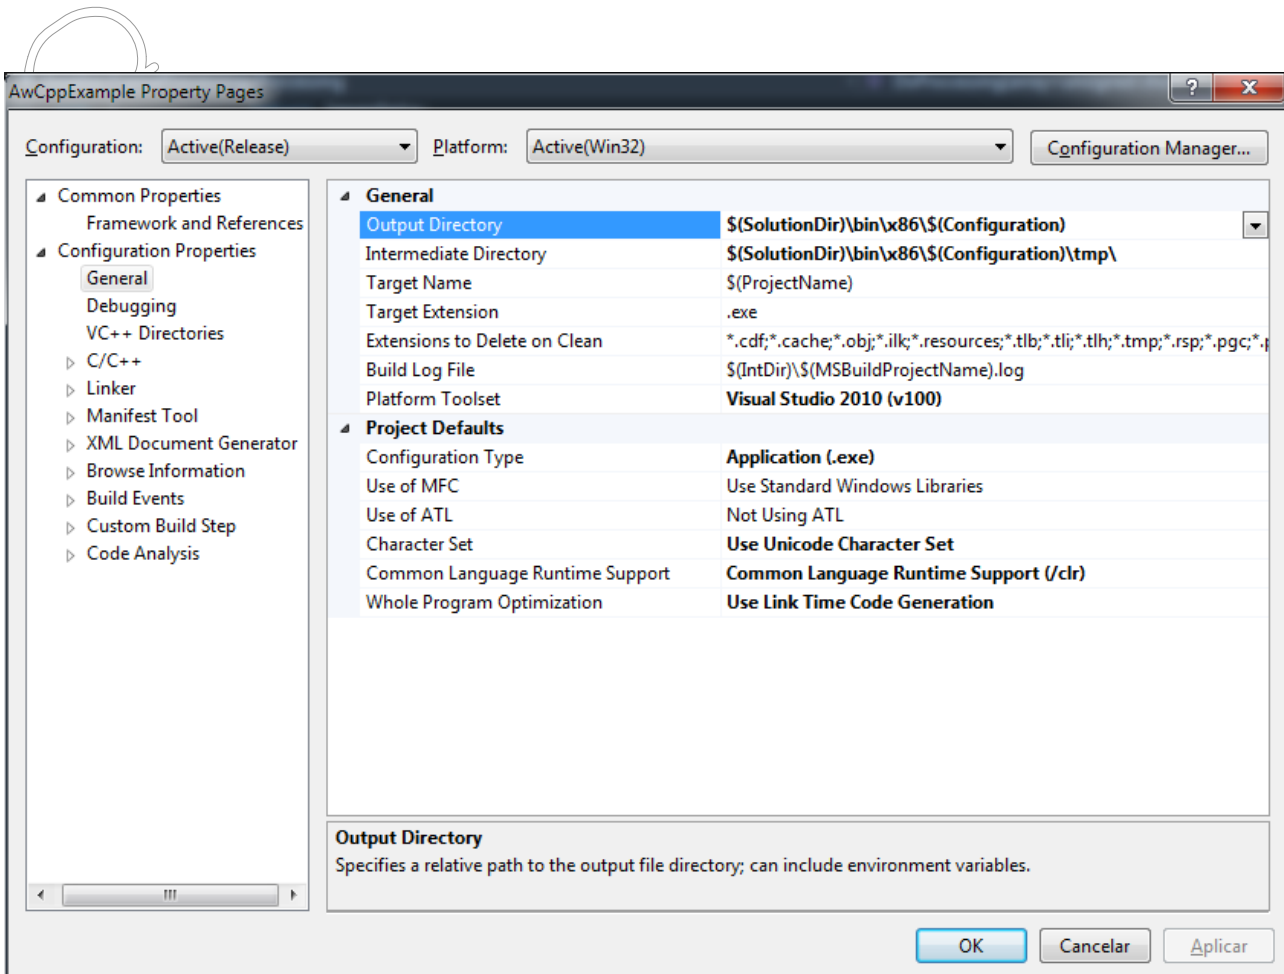 AwCppExample Property Pages
?
Configuration: Active(Release) Platform: Active(Win32) Configuration Manager...
Common Properties
Framework and References
Configuration Properties
General
Debugging
VC++ Directories
C/C++
Linker
Manifest Tool
XML Document Generator
Browse Information
Build Events
Custom Build Step
Code Analysis
General
Output Directory $(SolutionDir)\bin\x86\$(Configuration)
Intermediate Directory $(SolutionDir)\bin\x86\$(Configuration)\tmp\
Target Name $(ProjectName)
Target Extension .exe
Extensions to Delete on Clean *.cdf;*.cache;*.obj;*.ilk;*.resources;*.tlb;*.tli;*.tlh;*.tmp;*.rsp;*.pgc;*.p
Build Log File $(IntDir)\$(MSBuildProjectName).log
Platform Toolset Visual Studio 2010 (v100)
Project Defaults
Configuration Type Application (.exe)
Use of MFC Use Standard Windows Libraries
Use of ATL Not Using ATL
Character Set Use Unicode Character Set
Common Language Runtime Support Common Language Runtime Support (/clr)
Whole Program Optimization Use Link Time Code Generation
Output Directory
Specifies a relative path to the output file directory; can include environment variables.
OK Cancelar Aplicar